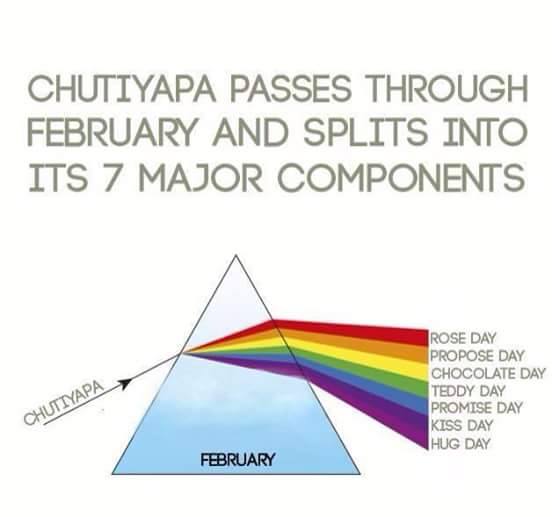 CHUTIYAPA PASSES THROUGH
FEBRUARY AND SPLITS INTO
ITS 7 MAJOR COMPONENTS
CHUTIYAPA
FEBRUARY
ROSE DAY
PROPOSE DAY
CHOCOLATE DAY
TEDDY DAY
PROMISE DAY
KISS DAY
HUG DAY